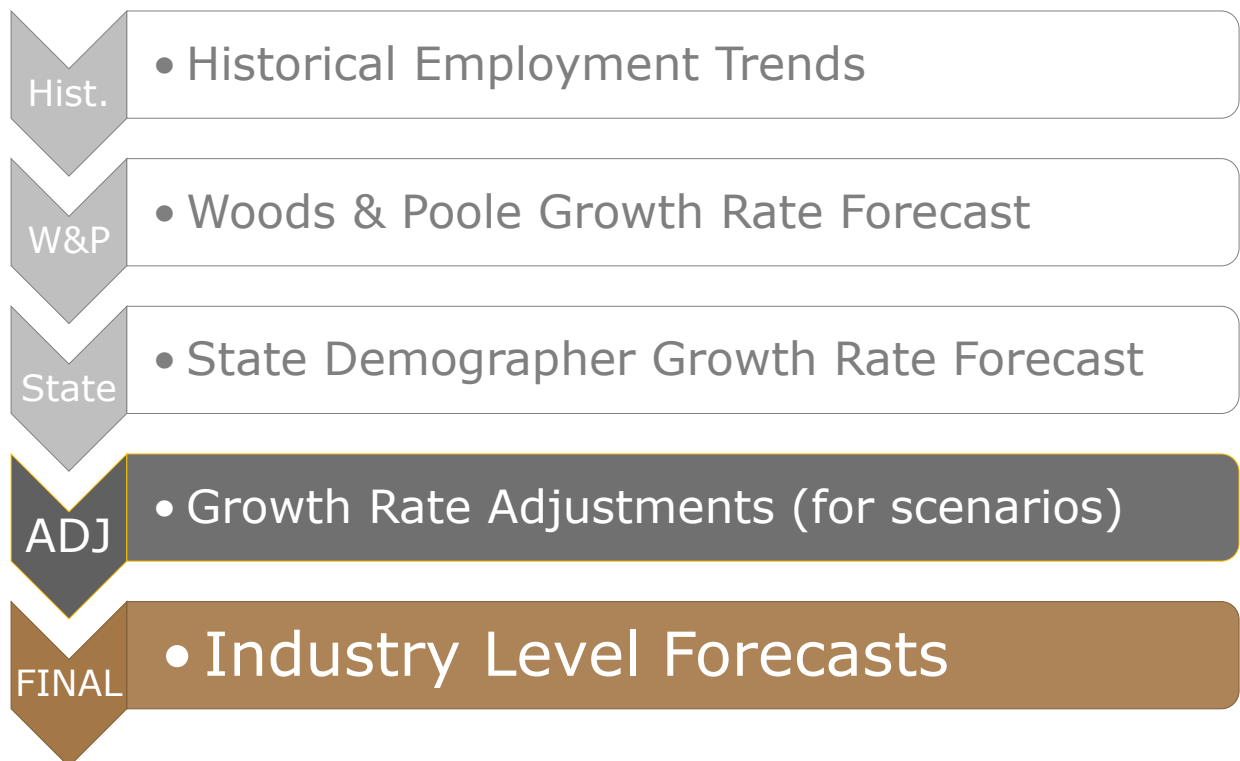 Hist.
• Historical Employment Trends
W&P
• Woods & Poole Growth Rate Forecast
State
• State Demographer Growth Rate Forecast
ADJ
• Growth Rate Adjustments (for scenarios)
FINAL
• Industry Level Forecasts